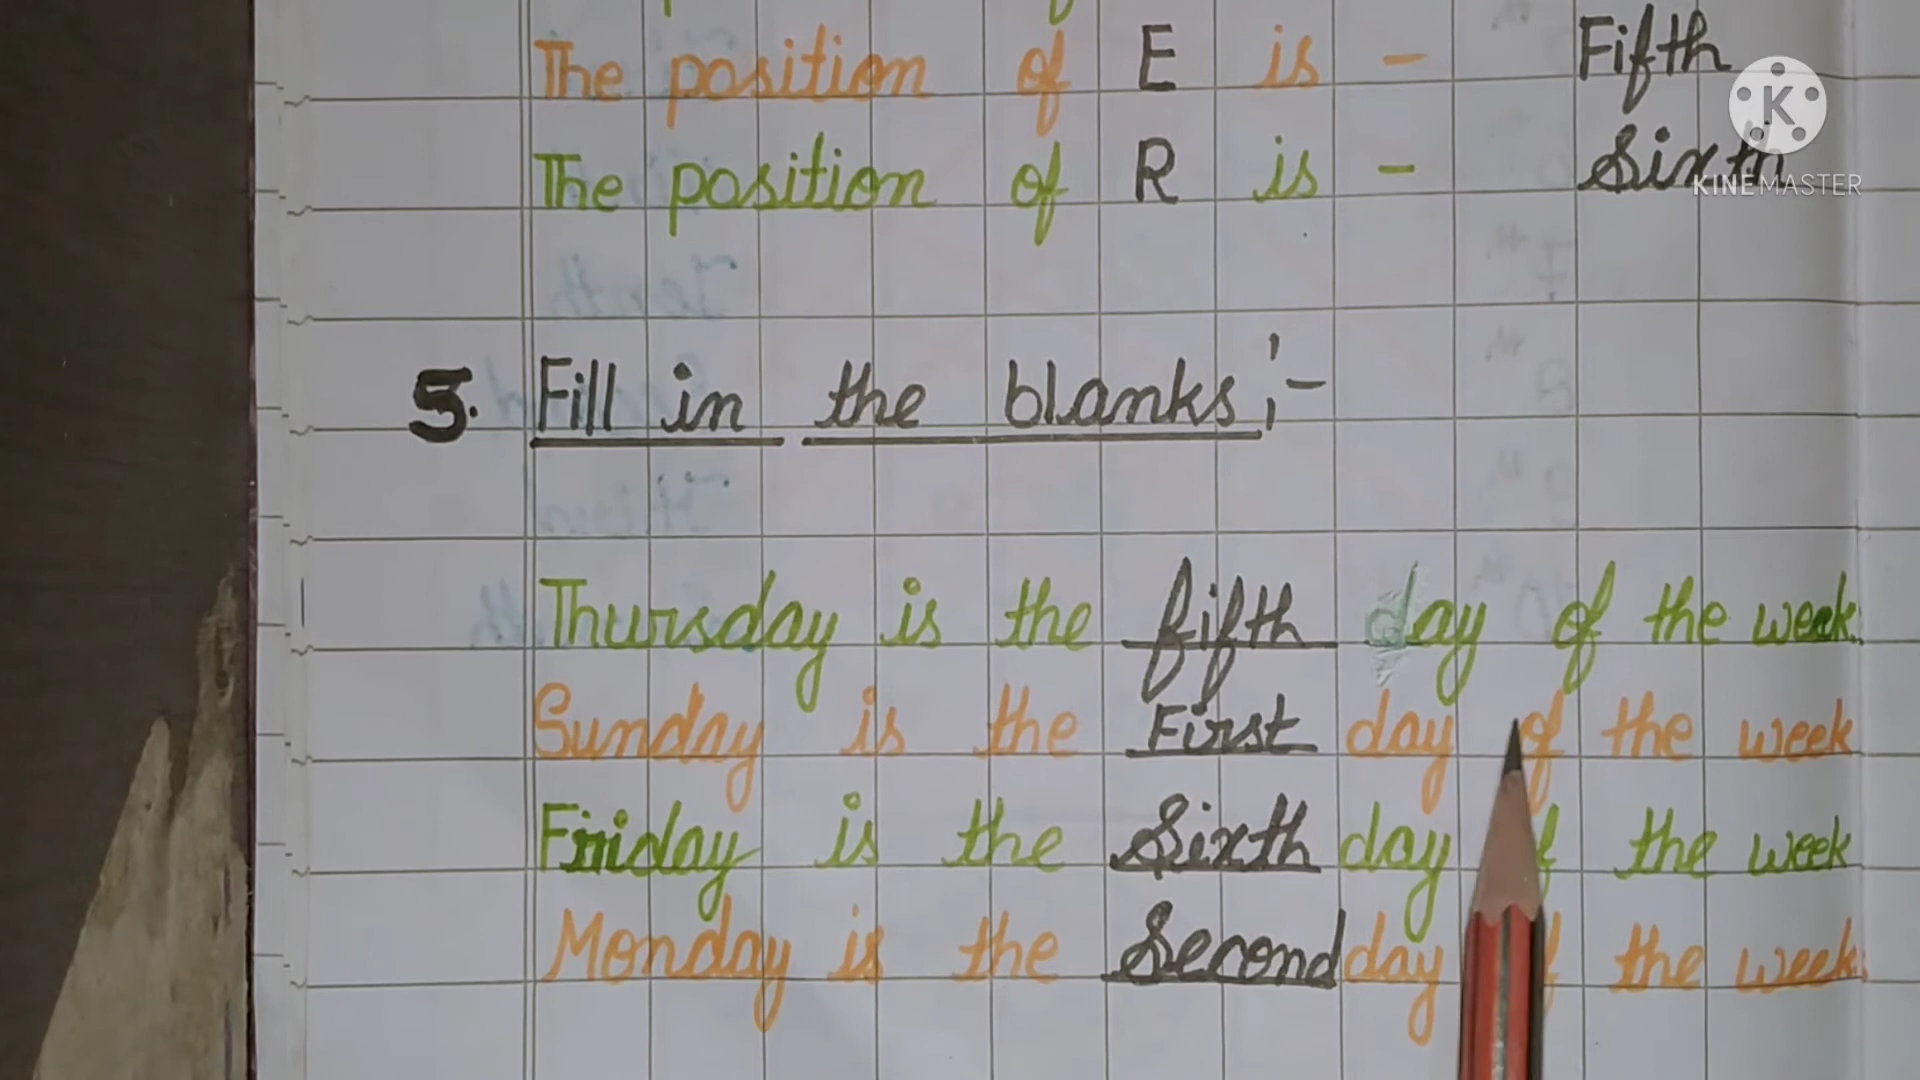 The position of E is - Fifth
The position of R is - Sixth
K
KINEMASTER
5. Fill in the blanks :-
Thursday is the fifth day of the week.
Sunday is the First day of the week
Friday is the Sixth day of the week
Monday is the Second day of the week.